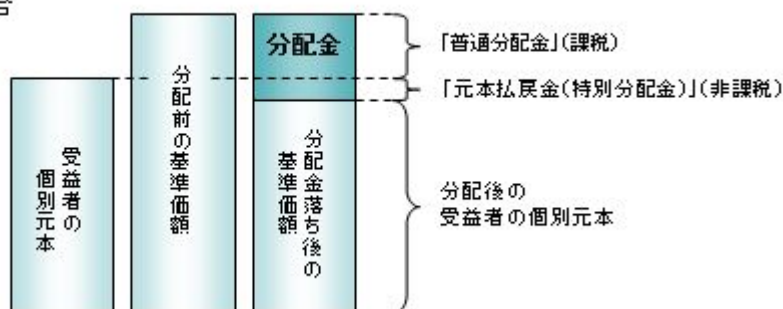 受益者の
個別元本
分配前の基準価額
分配金
分配金落ち後の
基準価額
「普通分配金」(課税)
「元本払戻金(特別分配金)」(非課税)
分配後の
受益者の個別元本